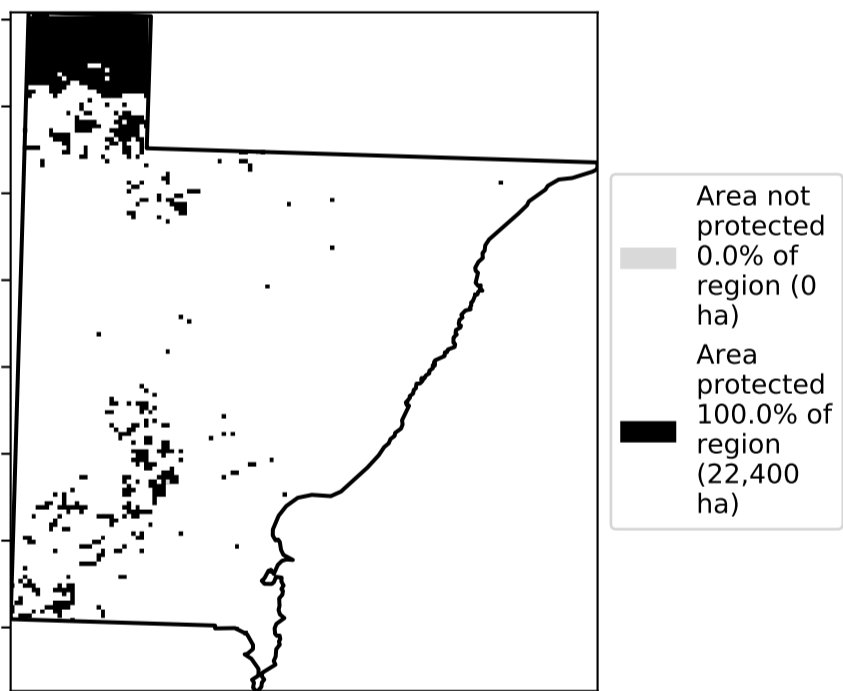 Area not
protected
0.0% of
region (0
ha)
Area
protected
100.0% of
region
(22,400
ha)